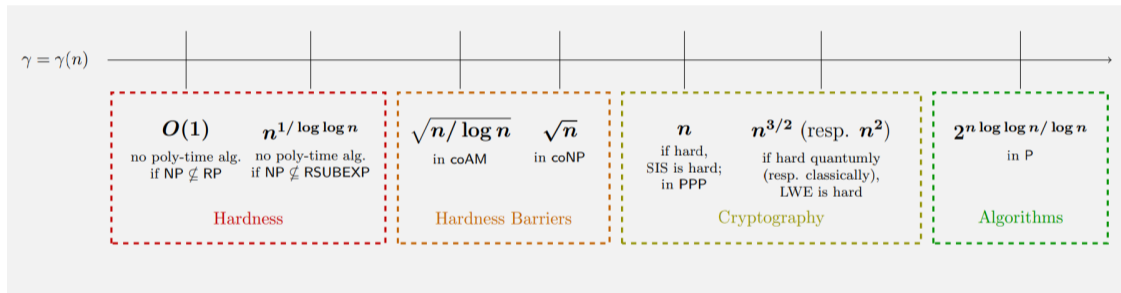 γ = γ(n)
O(1)
no poly-time alg.
if NP ⊈ RP
n^{1/ log log n}
no poly-time alg.
if NP ⊈ RSUBEXP
Hardness
√(n/ log n)
in coAM
√n
in coNP
Hardness Barriers
n
if hard,
SIS is hard;
in PPP
n^{3/2} (resp. n^2)
if hard quantumly
(resp. classically),
LWE is hard
Cryptography
2^{n log log n/ log n}
in P
Algorithms